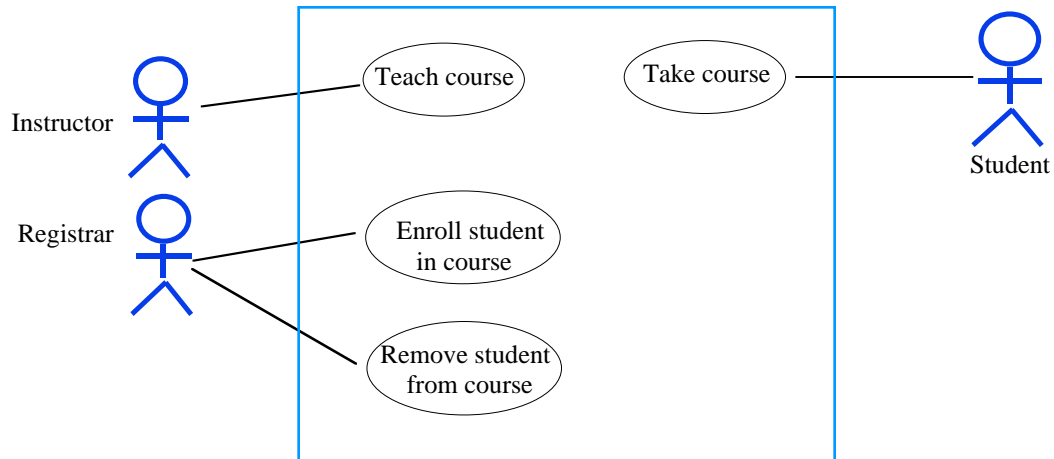 Teach course
Take course
Instructor
Student
Registrar
Enroll student
in course
Remove student
from course